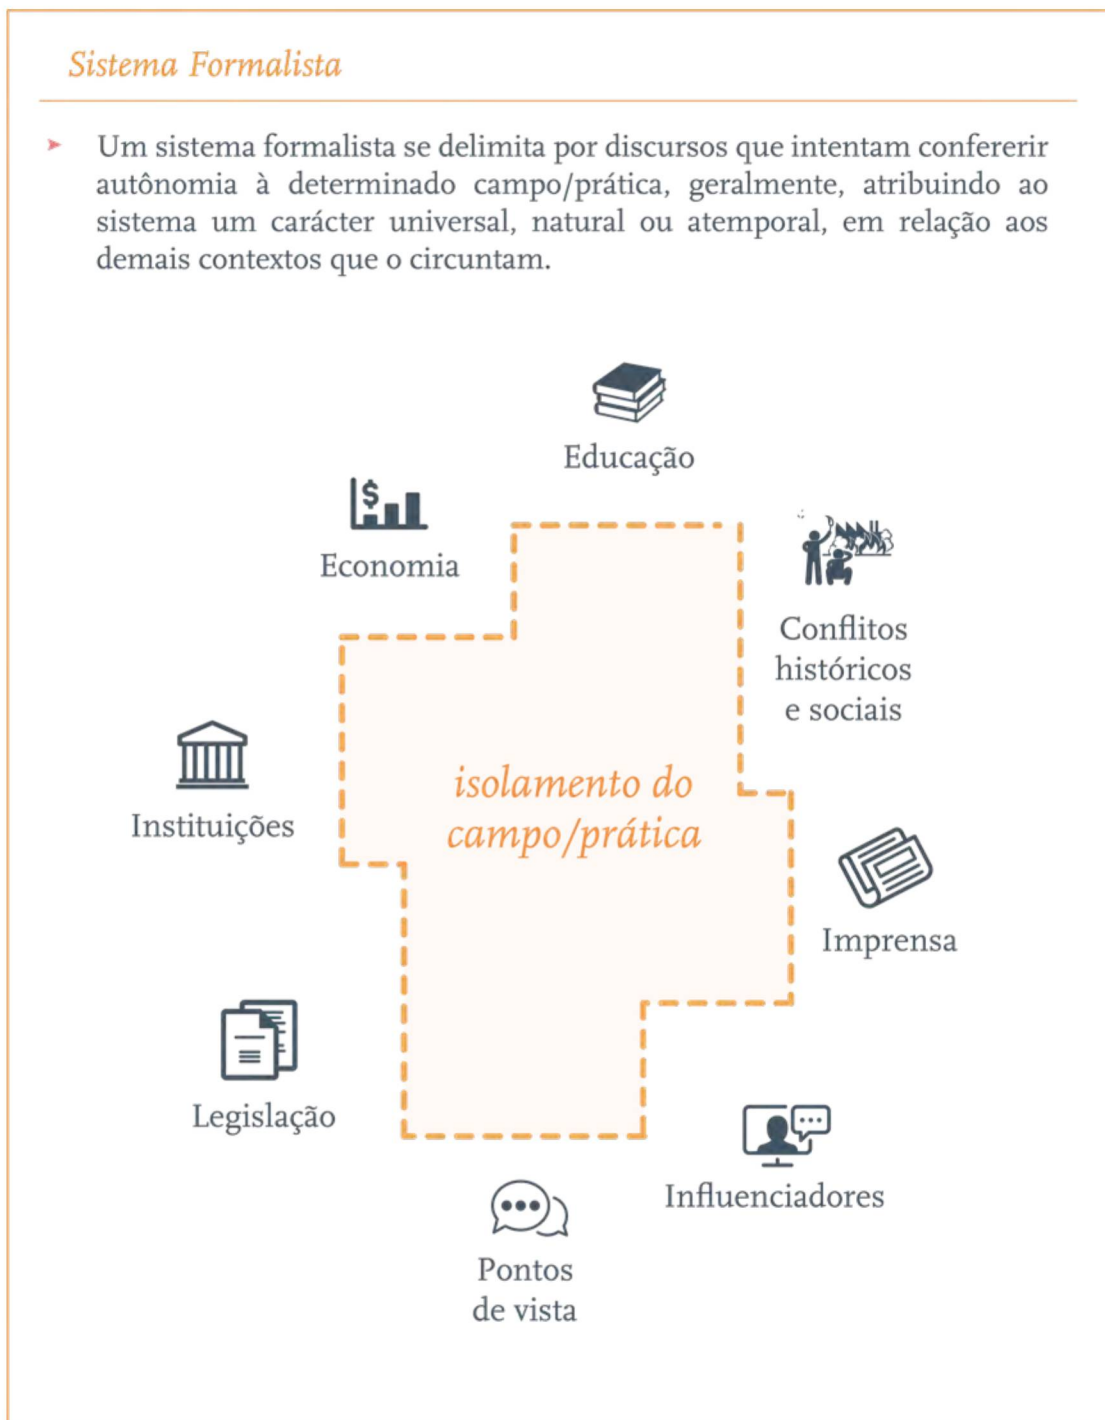 Sistema Formalista
➤ Um sistema formalista se delimita por discursos que intentam confererir
autônomia à determinado campo/prática, geralmente, atribuindo ao
sistema um carácter universal, natural ou atemporal, em relação aos
demais contextos que o circuntam.
Educação
$
Economia
Conflitos
históricos
e sociais
isolamento do
campo/prática
Instituições
Imprensa
Legislação
Influenciadores
Pontos
de vista